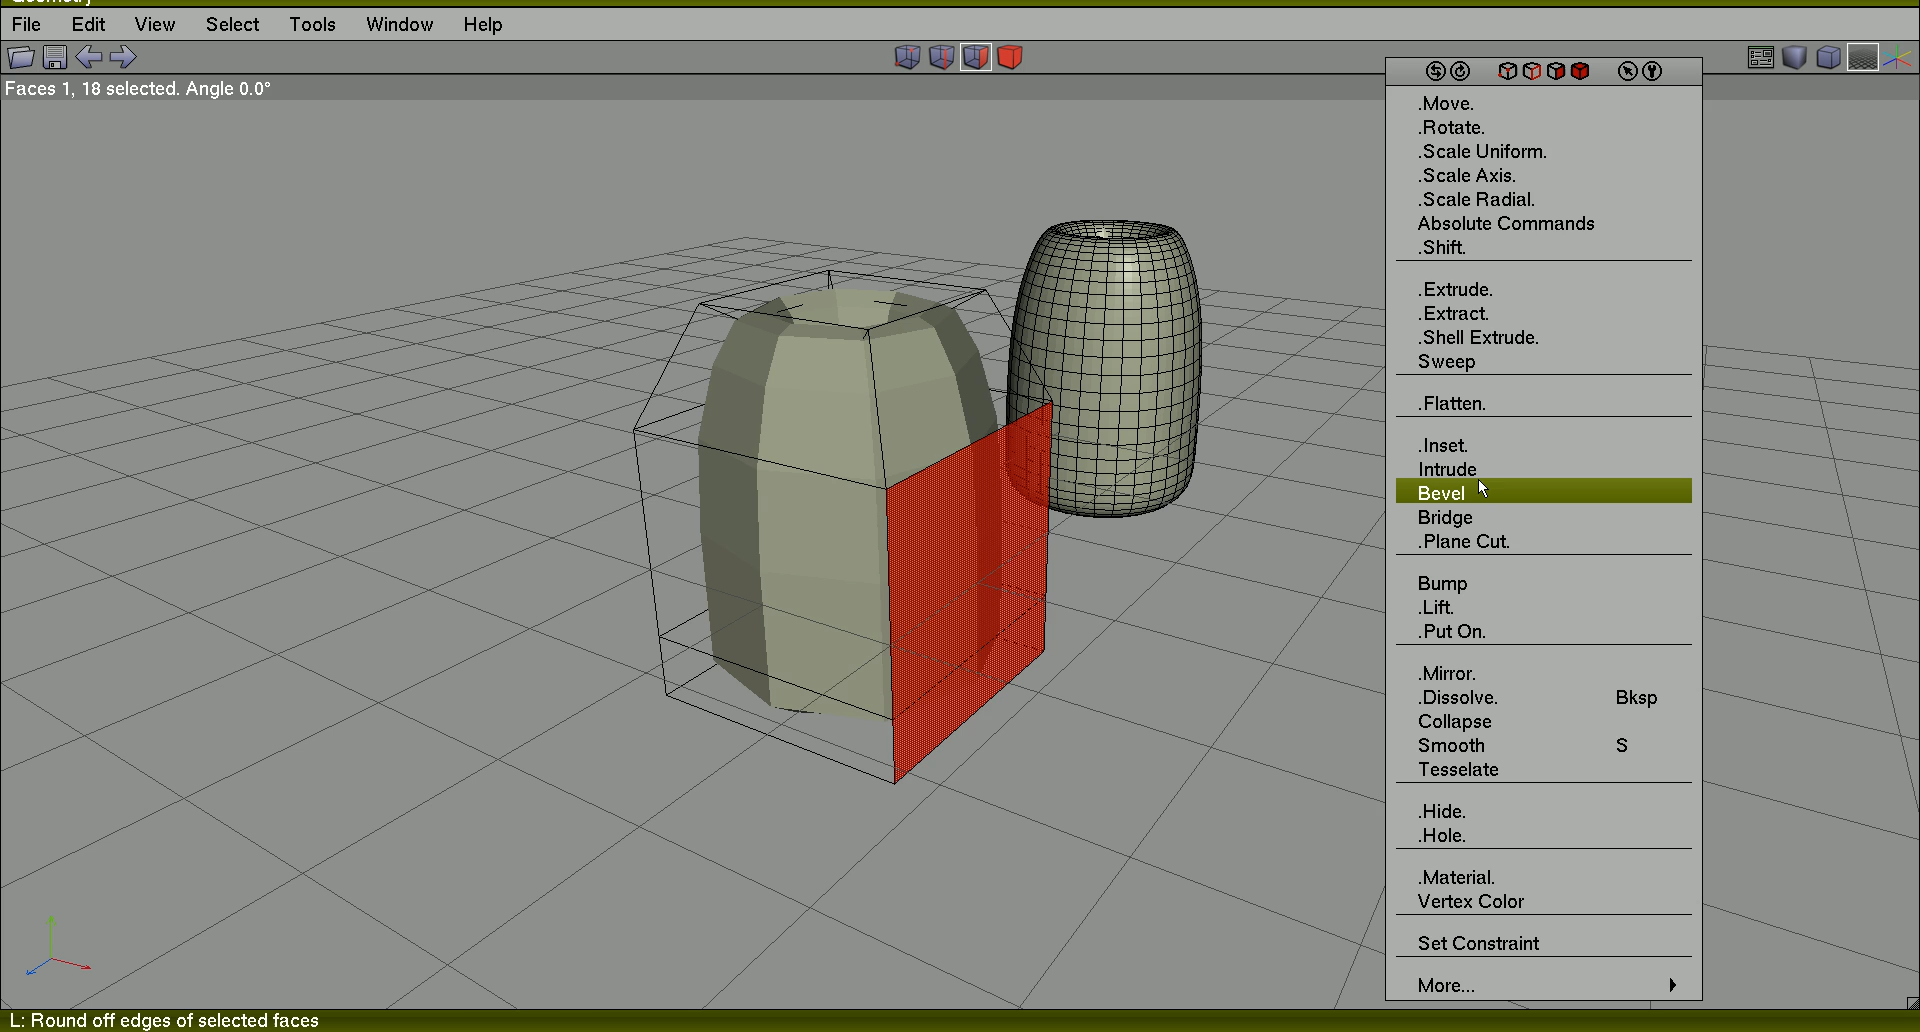 Geometry
File Edit View Select Tools Window Help
Faces 1, 18 selected. Angle 0.0°
.Move.
.Rotate.
.Scale Uniform.
.Scale Axis.
.Scale Radial.
Absolute Commands
.Shift.
.Extrude.
.Extract.
.Shell Extrude.
Sweep
.Flatten.
.Inset.
Intrude
Bevel
Bridge
.Plane Cut.
Bump
.Lift.
.Put On.
.Mirror.
.Dissolve. Bksp
Collapse
Smooth S
Tesselate
.Hide.
.Hole.
.Material.
Vertex Color
Set Constraint
More...
L: Round off edges of selected faces